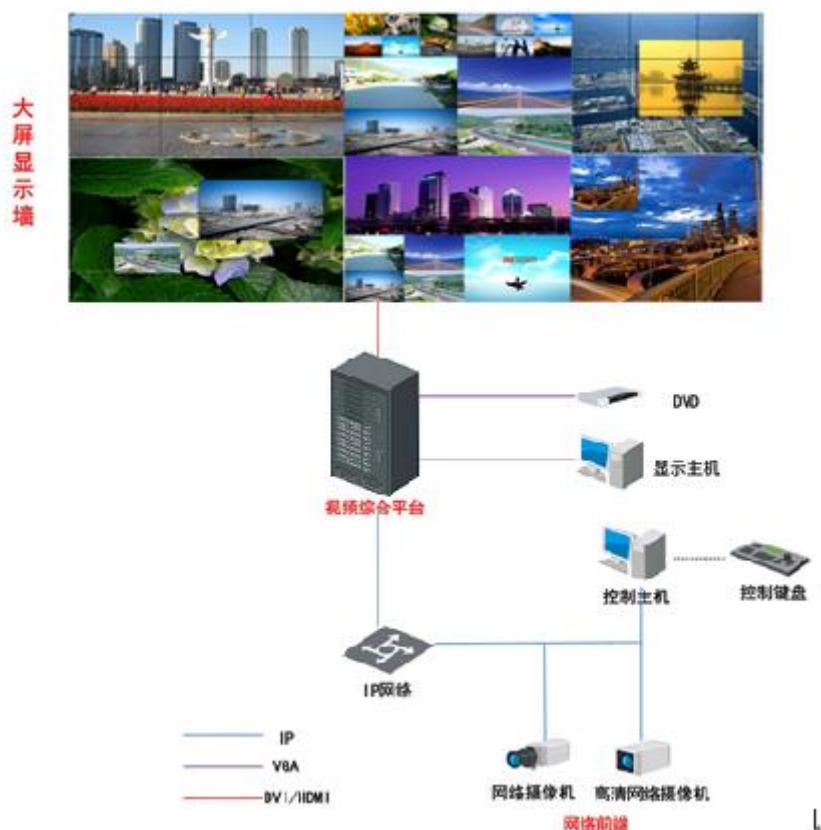 大屏显示墙
DVD
显示主机
视频综合平台
控制主机
控制键盘
IP网络
IP
VGA
DVI/HDMI
网络摄像机
高清网络摄像机
网络前端